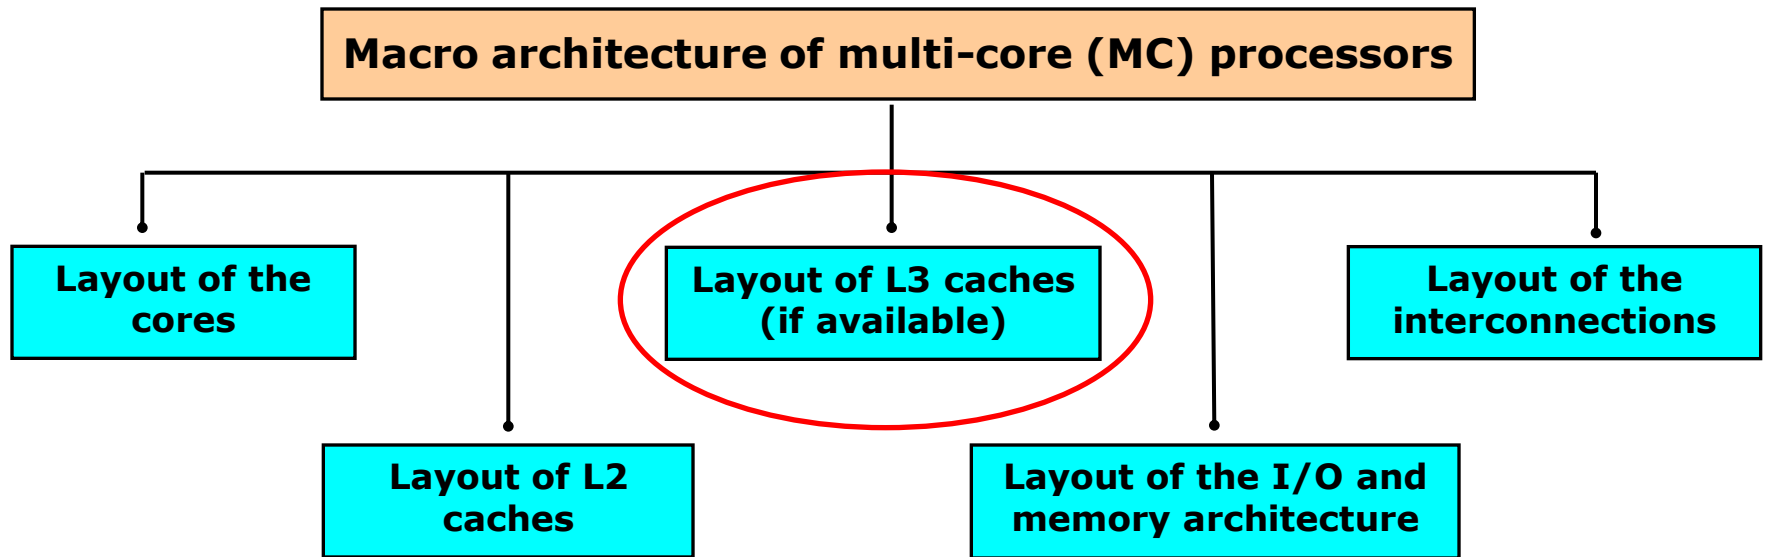 Macro architecture of multi-core (MC) processors
Layout of the
cores
Layout of L3 caches
(if available)
Layout of the
interconnections
Layout of L2
caches
Layout of the I/O and
memory architecture